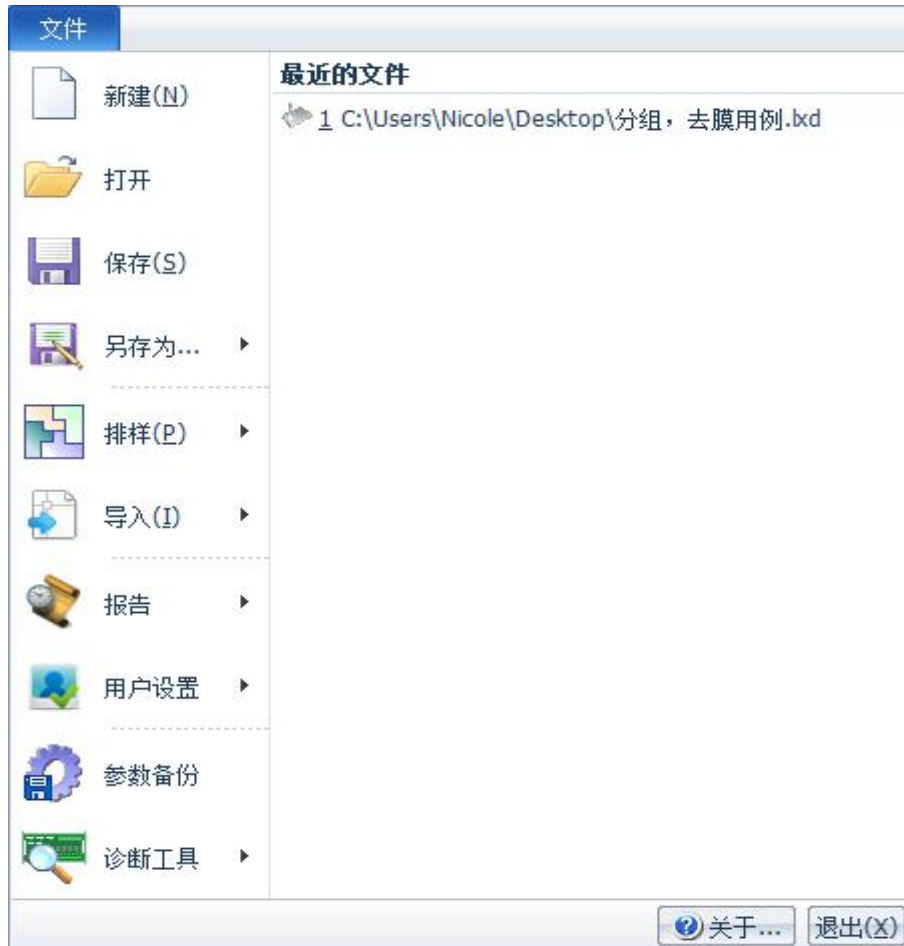 文件
新建(N)
打开
保存(S)
另存为...
排样(P)
导入(I)
报告
用户设置
参数备份
诊断工具
最近的文件
1 C:\Users\Nicole\Desktop\分组，去膜用例.lxd
关于...
退出(X)